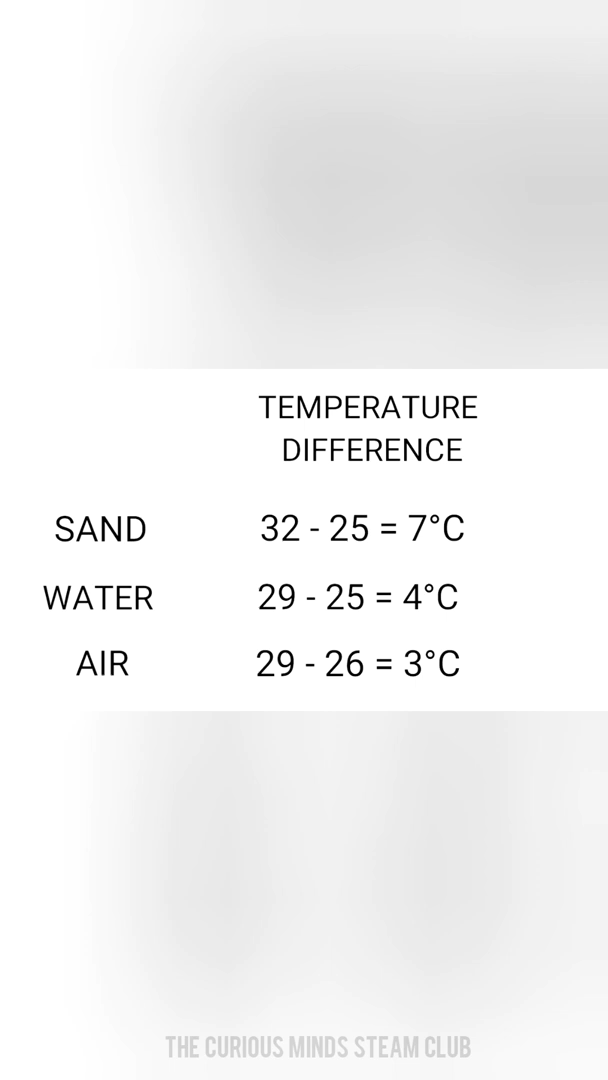 TEMPERATURE
DIFFERENCE
SAND 32 - 25 = 7°C
WATER 29 - 25 = 4°C
AIR 29 - 26 = 3°C
THE CURIOUS MINDS STEAM CLUB